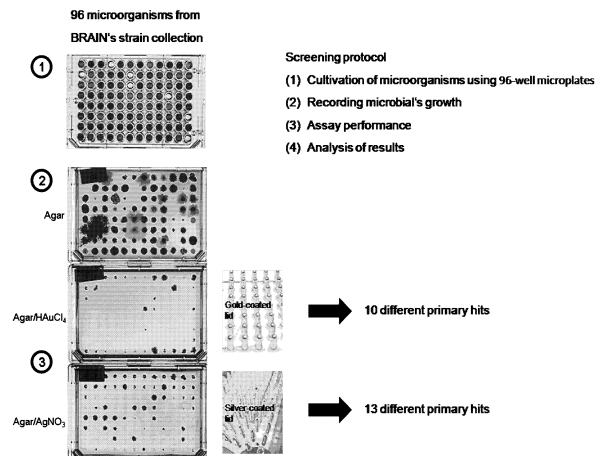 96 microorganisms from
BRAIN's strain collection
1
Screening protocol
(1) Cultivation of microorganisms using 96-well microplates
(2) Recording microbial's growth
(3) Assay performance
(4) Analysis of results
2
Agar
Agar/HAuCl4
Gold-coated
lid
10 different primary hits
3
Agar/AgNO3
Silver-coated
lid
13 different primary hits